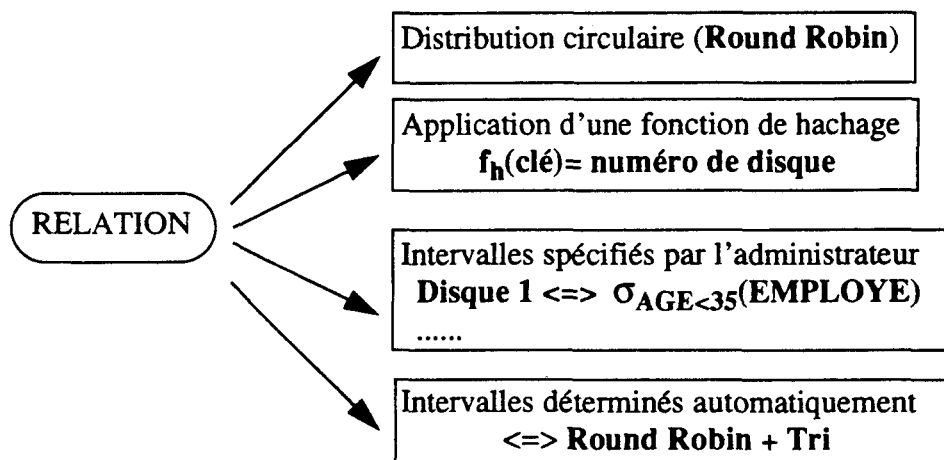 Distribution circulaire (Round Robin)
Application d'une fonction de hachage
fh(clé)= numéro de disque
RELATION
Intervalles spécifiés par l'administrateur
Disque 1 <=> σAGE<35(EMPLOYE)
......
Intervalles déterminés automatiquement
<=> Round Robin + Tri